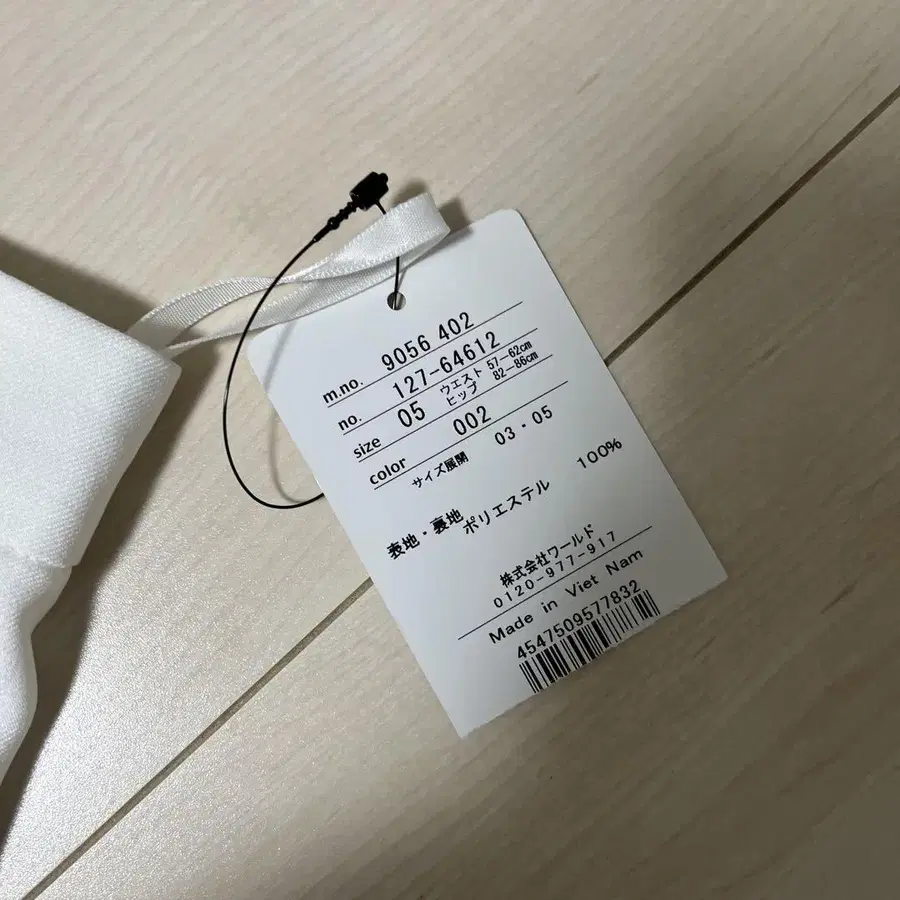 m.no. 9056 402
no. 127-64612
size 05 ウエスト 57-62cm
ヒップ 82-86cm
color 002
サイズ展開 03・05
表地・裏地
ポリエステル 100%
株式会社ワールド
0120-977-917
Made in Viet Nam
4547509577832